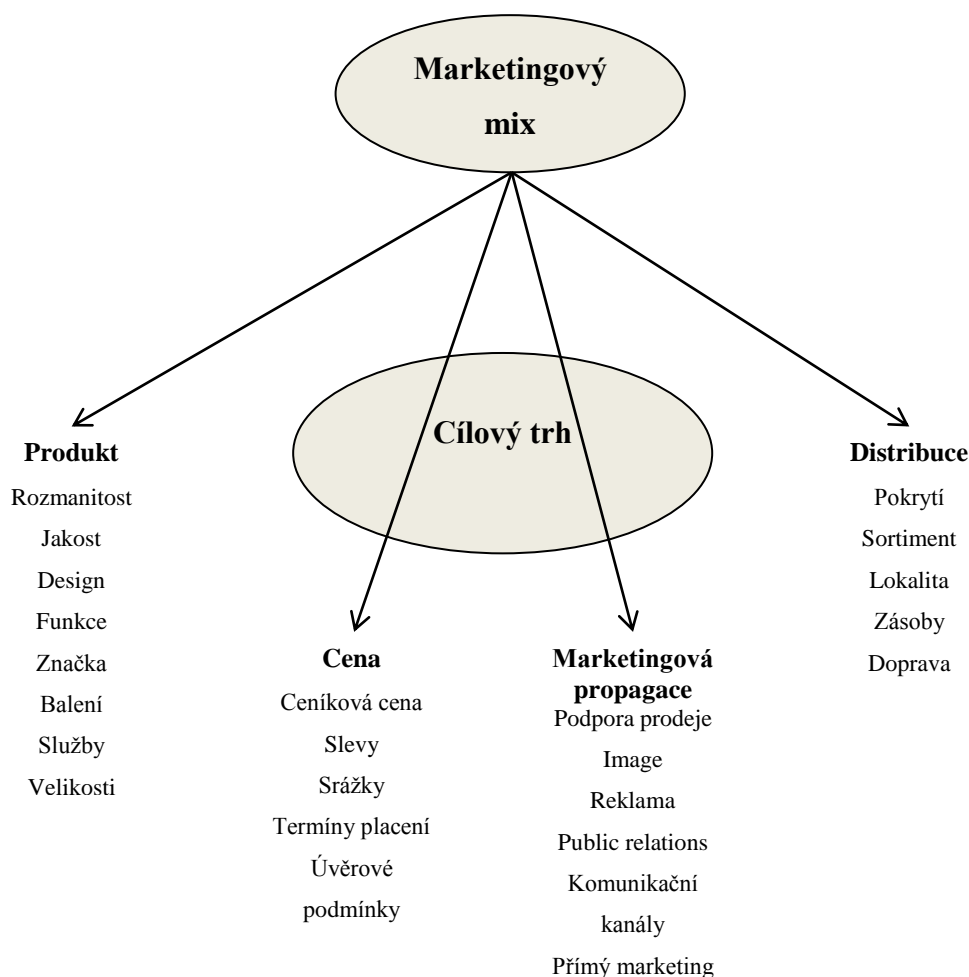 Marketingový
mix
Cílový trh
Produkt
Rozmanitost
Jakost
Design
Funkce
Značka
Balení
Služby
Velikosti
Cena
Ceníková cena
Slevy
Srážky
Termíny placení
Úvěrové
podmínky
Marketingová
propagace
Podpora prodeje
Image
Reklama
Public relations
Komunikační
kanály
Přímý marketing
Distribuce
Pokrytí
Sortiment
Lokalita
Zásoby
Doprava